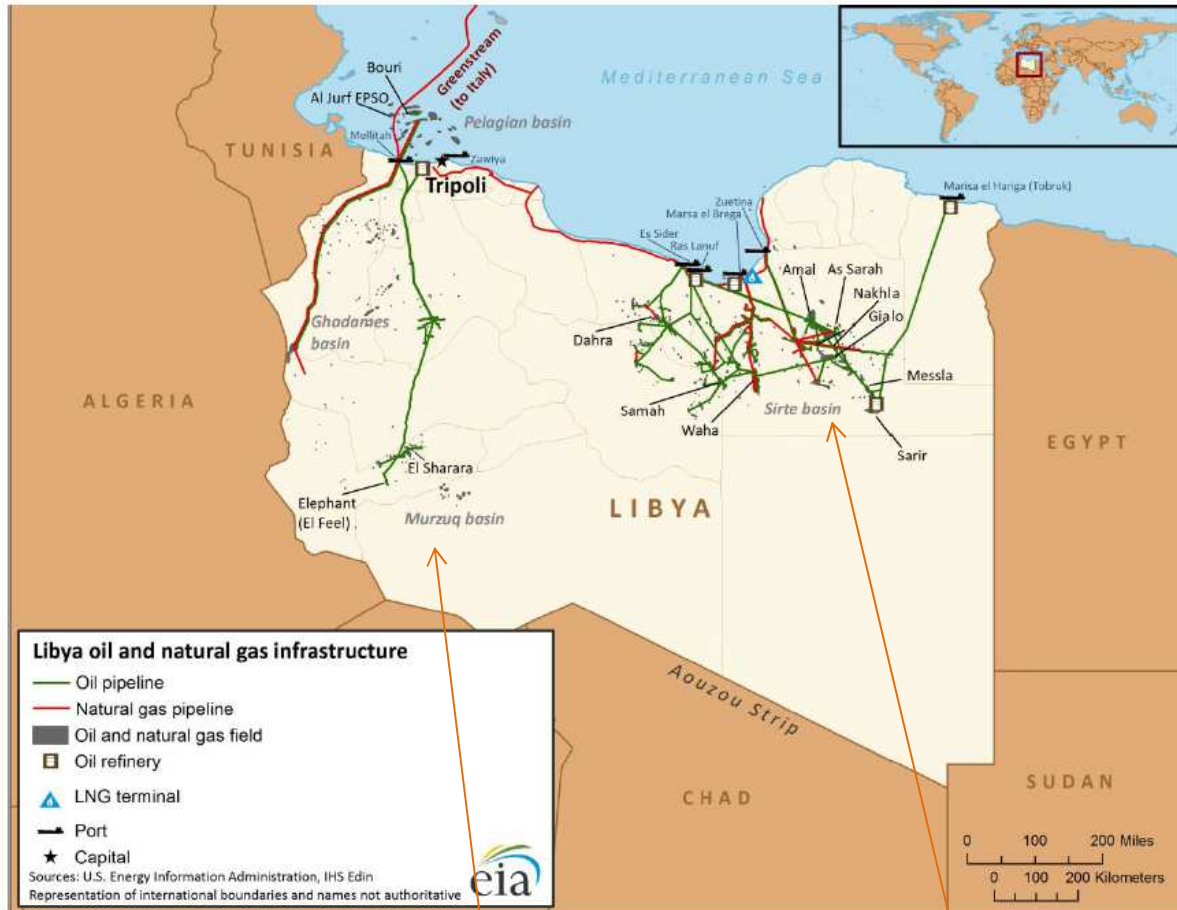 Mediterranean Sea
Bouri
Greenstream
(to Italy)
Al Jurf FPSO
Pelagian basin
Mellitah
TUNISIA
Zawiya
Tripoli
Marsa el Hariga (Tobruk)
Zuetina
Marsa el Brega
Es Sider
Ras Lanuf
Amal
As Sarah
Nakhla
Gialo
Ghadames
basin
Dahra
Messla
ALGERIA
Samah
Sirte basin
Waha
EGYPT
Sarir
El Sharara
Elephant
(El Feel)
LIBYA
Murzuq basin
Libya oil and natural gas infrastructure
Oil pipeline
Natural gas pipeline
Oil and natural gas field
Oil refinery
LNG terminal
Port
Capital
Sources: U.S. Energy Information Administration, IHS Edin
Representation of international boundaries and names not authoritative
eia
Aouzou Strip
CHAD
SUDAN
0 100 200 Miles
0 100 200 Kilometers